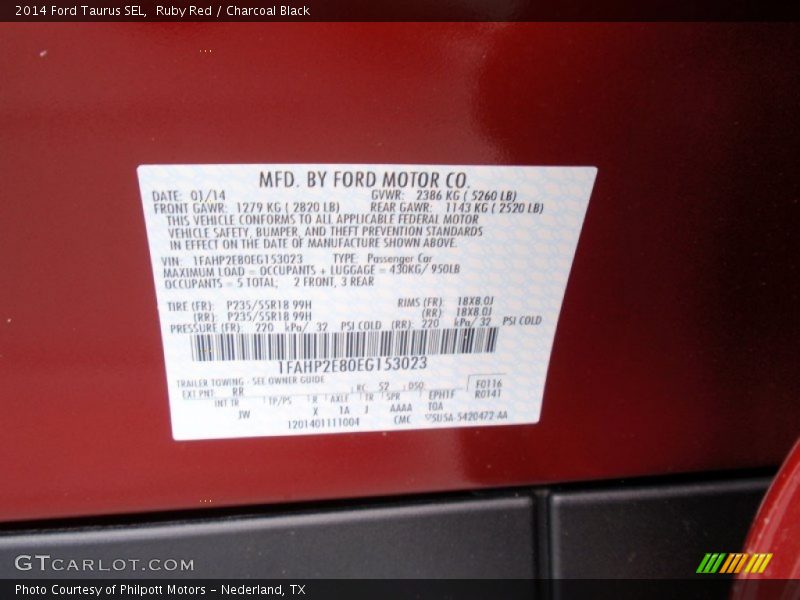 2014 Ford Taurus SEL, Ruby Red / Charcoal Black
MFD. BY FORD MOTOR CO.
DATE: 01/14 GVWR: 2386 KG ( 5260 LB)
FRONT GAWR: 1279 KG ( 2820 LB) REAR GAWR: 1143 KG ( 2520 LB)
THIS VEHICLE CONFORMS TO ALL APPLICABLE FEDERAL MOTOR
VEHICLE SAFETY, BUMPER, AND THEFT PREVENTION STANDARDS
IN EFFECT ON THE DATE OF MANUFACTURE SHOWN ABOVE.
VIN: 1FAHP2E80EG153023 TYPE: Passenger Car
MAXIMUM LOAD = OCCUPANTS + LUGGAGE = 430KG/ 950LB
OCCUPANTS = 5 TOTAL; 2 FRONT, 3 REAR
TIRE (FR): P235/55R18 99H RIMS (FR): 18X8.0J
(RR): P235/55R18 99H (RR): 18X8.0J
PRESSURE (FR): 220 kPa/ 32 PSI COLD (RR): 220 kPa/ 32 PSI COLD
1FAHP2E80EG153023
TRAILER TOWING - SEE OWNER GUIDE
EXT PNT: RR RC: 52 DSO: F0116
INT TR TP/PS R AXLE TR SPR EPHTF R0141
JW X 1A J AAAA TOA
1201401111004 CMC 5U5A-5420472-AA
GTCARLOT.COM
Photo Courtesy of Philpott Motors - Nederland, TX